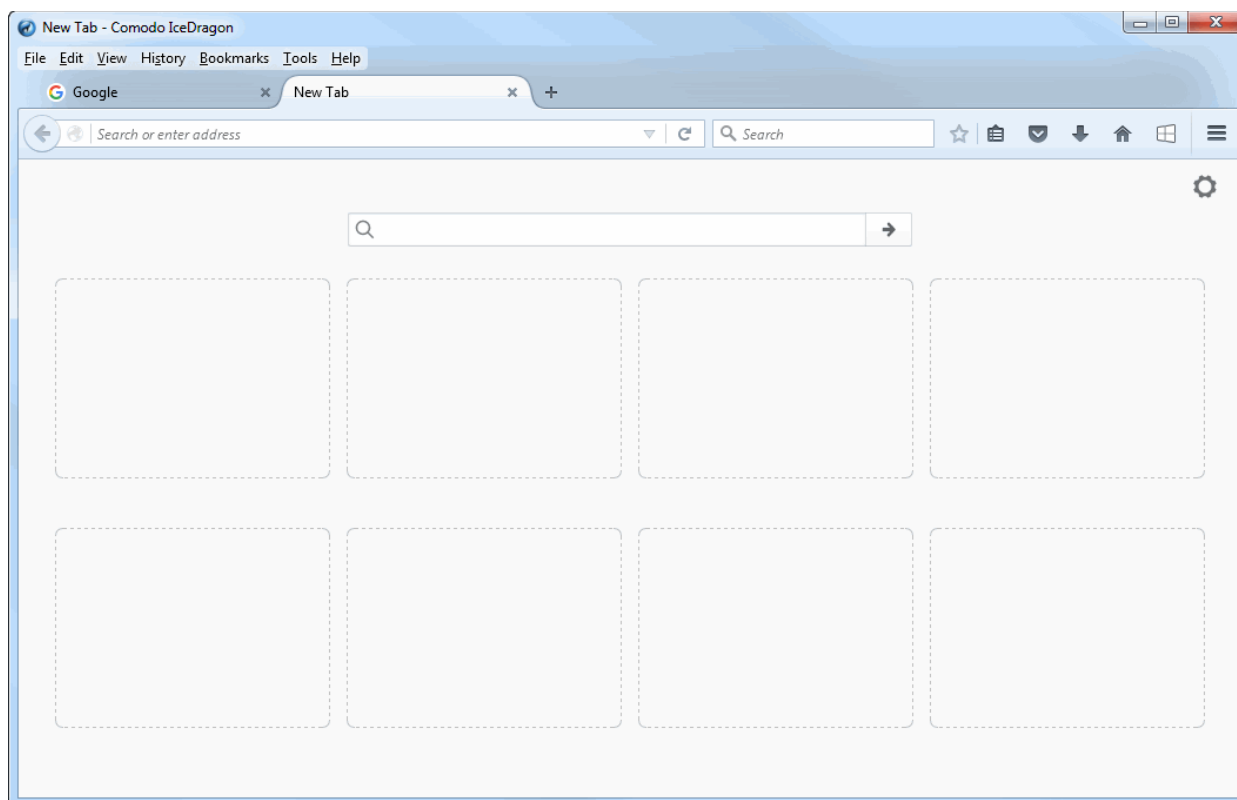 New Tab - Comodo IceDragon
File Edit View History Bookmarks Tools Help
Google New Tab
Search or enter address Search